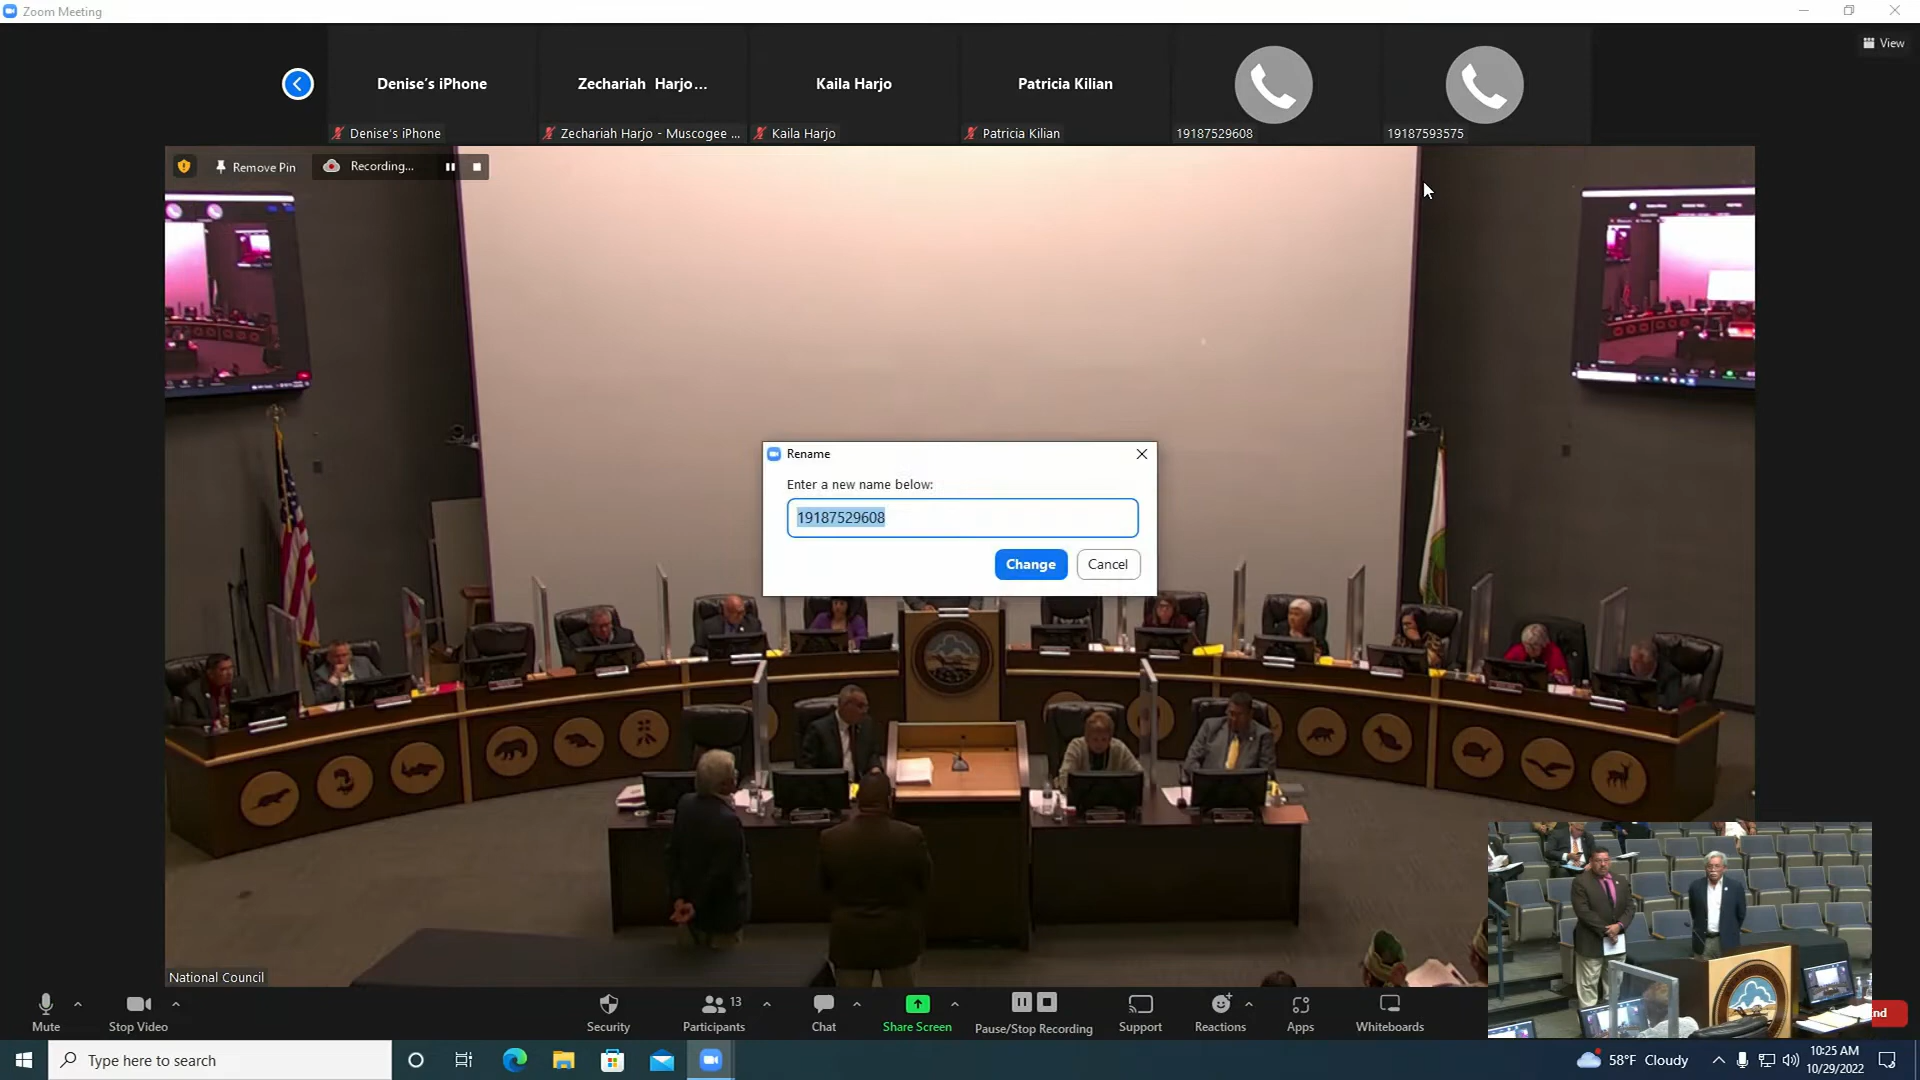 Zoom Meeting
View
Denise's iPhone
Zechariah Harjo...
Kaila Harjo
Patricia Kilian
Denise's iPhone
Zechariah Harjo - Muscogee ...
Kaila Harjo
Patricia Kilian
19187529608
19187593575
Remove Pin
Recording...
Rename
Enter a new name below:
19187529608
Change
Cancel
National Council
Mute
Stop Video
Security
Participants
13
Chat
Share Screen
Pause/Stop Recording
Support
Reactions
Apps
Whiteboards
nd
Type here to search
58°F Cloudy
10:25 AM
10/29/2022